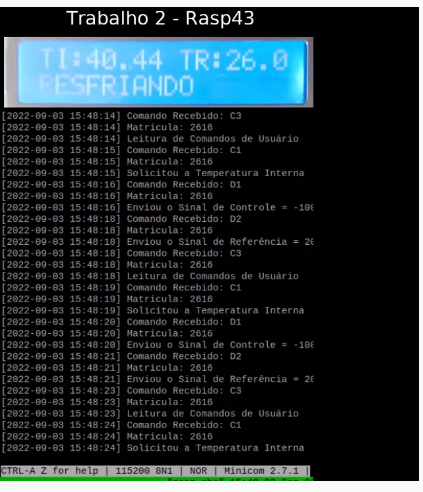 Trabalho 2 - Rasp43
TI:40.44 TR:26.0
RESFRIANDO
[2022-09-03 15:48:14] Comando Recebido: C3
[2022-09-03 15:48:14] Matricula: 2616
[2022-09-03 15:48:14] Leitura de Comandos de Usuário
[2022-09-03 15:48:15] Comando Recebido: C1
[2022-09-03 15:48:15] Matricula: 2616
[2022-09-03 15:48:15] Solicitou a Temperatura Interna
[2022-09-03 15:48:16] Comando Recebido: D1
[2022-09-03 15:48:16] Matricula: 2616
[2022-09-03 15:48:16] Enviou o Sinal de Controle = -100
[2022-09-03 15:48:18] Comando Recebido: D2
[2022-09-03 15:48:18] Matricula: 2616
[2022-09-03 15:48:18] Enviou o Sinal de Referência = 26
[2022-09-03 15:48:18] Comando Recebido: C3
[2022-09-03 15:48:18] Matricula: 2616
[2022-09-03 15:48:18] Leitura de Comandos de Usuário
[2022-09-03 15:48:19] Comando Recebido: C1
[2022-09-03 15:48:19] Matricula: 2616
[2022-09-03 15:48:19] Solicitou a Temperatura Interna
[2022-09-03 15:48:20] Comando Recebido: D1
[2022-09-03 15:48:20] Matricula: 2616
[2022-09-03 15:48:20] Enviou o Sinal de Controle = -100
[2022-09-03 15:48:21] Comando Recebido: D2
[2022-09-03 15:48:21] Matricula: 2616
[2022-09-03 15:48:21] Enviou o Sinal de Referência = 26
[2022-09-03 15:48:23] Comando Recebido: C3
[2022-09-03 15:48:23] Matricula: 2616
[2022-09-03 15:48:23] Leitura de Comandos de Usuário
[2022-09-03 15:48:24] Comando Recebido: C1
[2022-09-03 15:48:24] Matricula: 2616
[2022-09-03 15:48:24] Solicitou a Temperatura Interna
CTRL-A Z for help | 115200 8N1 | NOR | Minicom 2.7.1 |